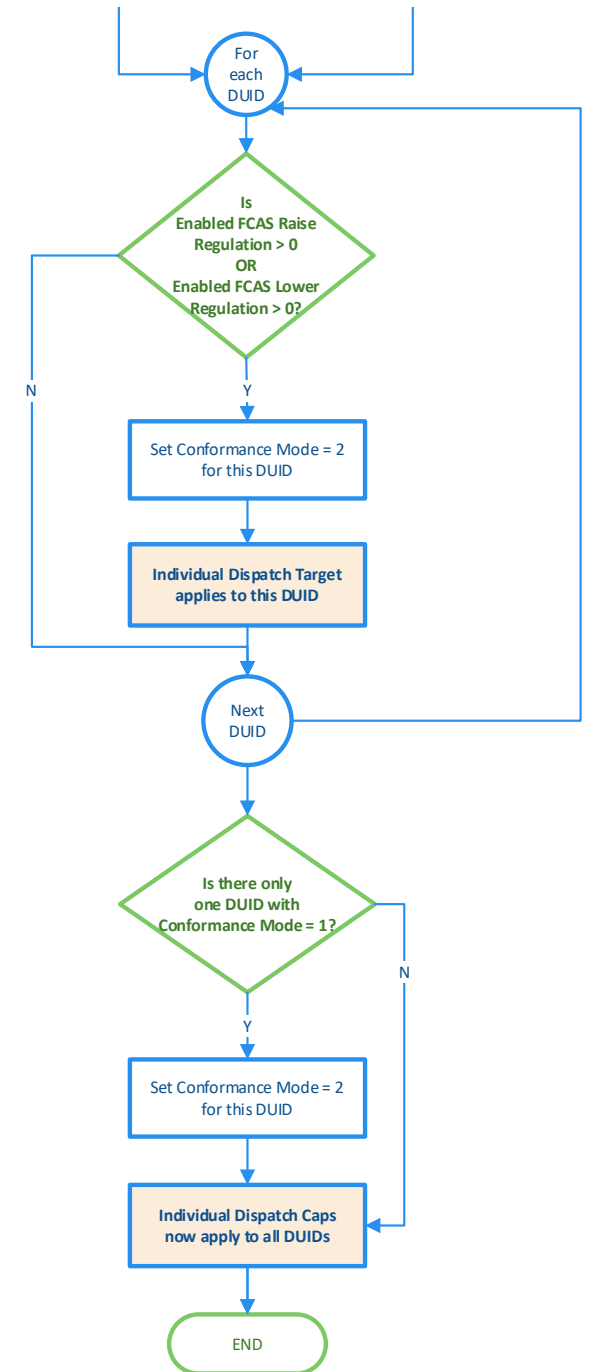 For
each
DUID
Is
Enabled FCAS Raise
Regulation > 0
OR
Enabled FCAS Lower
Regulation > 0?
N
Y
Set Conformance Mode = 2
for this DUID
Individual Dispatch Target
applies to this DUID
Next
DUID
Is there only
one DUID with
Conformance Mode = 1?
N
Y
Set Conformance Mode = 2
for this DUID
Individual Dispatch Caps
now apply to all DUIDs
END